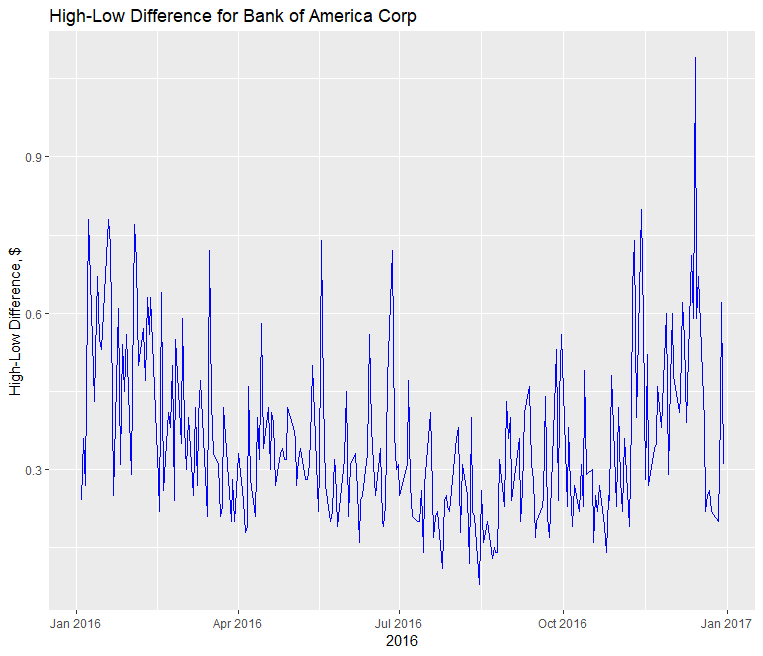 High-Low Difference for Bank of America Corp
High-Low Difference, $
0.9
0.6
0.3
Jan 2016
Apr 2016
Jul 2016
Oct 2016
Jan 2017
2016